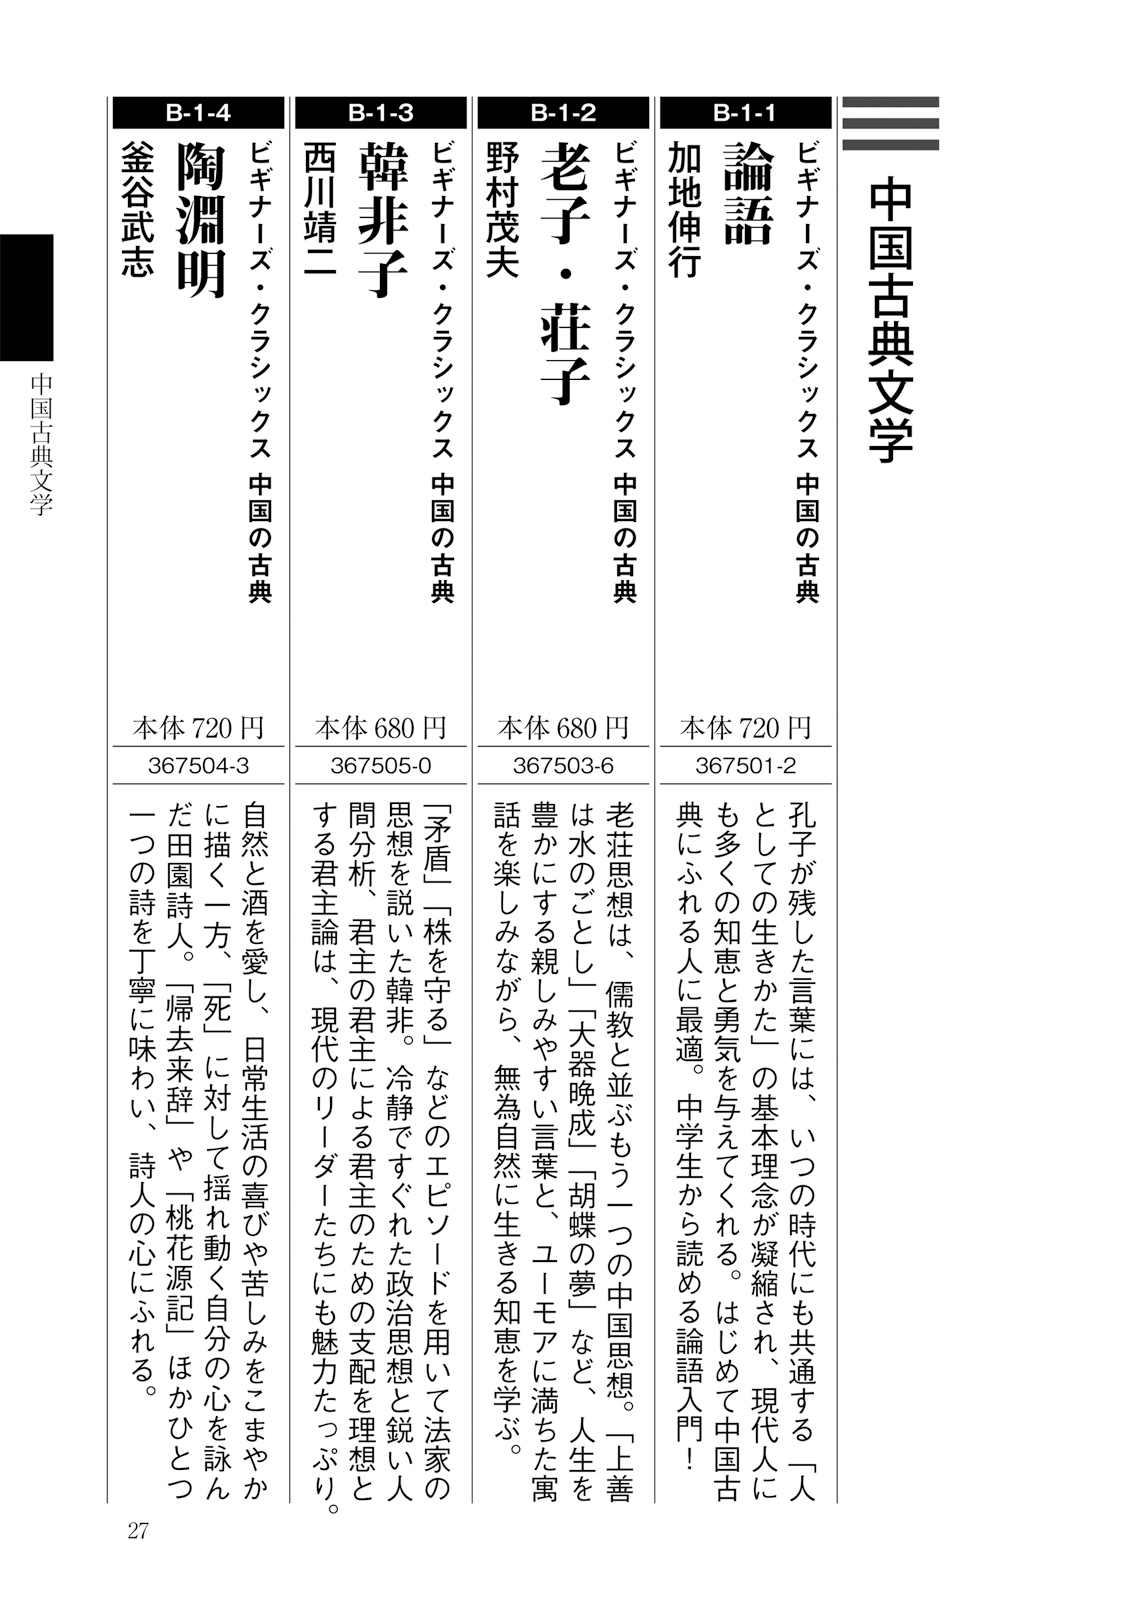 中国古典文学
B-1-1
ビギナーズ・クラシックス 中国の古典
論語
加地伸行
本体 720 円
367501-2
孔子が残した言葉には、いつの時代にも共通する「人
としての生きかた」の基本理念が凝縮され、現代人に
も多くの知恵と勇気を与えてくれる。はじめて中国古
典にふれる人に最適。中学生から読める論語入門！
B-1-2
ビギナーズ・クラシックス 中国の古典
老子・荘子
野村茂夫
本体 680 円
367503-6
老荘思想は、儒教と並ぶもう一つの中国思想。「上善
は水のごとし」「大器晩成」「胡蝶の夢」など、人生を
豊かにする親しみやすい言葉と、ユーモアに満ちた寓
話を楽しみながら、無為自然に生きる知恵を学ぶ。
B-1-3
ビギナーズ・クラシックス 中国の古典
韓非子
西川靖二
本体 680 円
367505-0
「矛盾」「株を守る」などのエピソードを用いて法家の
思想を説いた韓非。冷静ですぐれた政治思想と鋭い人
間分析、君主の君主による君主のための支配を理想と
する君主論は、現代のリーダーたちにも魅力たっぷり。
B-1-4
ビギナーズ・クラシックス 中国の古典
陶淵明
釜谷武志
本体 720 円
367504-3
自然と酒を愛し、日常生活の喜びや苦しみをこまやか
に描く一方、「死」に対して揺れ動く自分の心を詠ん
だ田園詩人。「帰去来辞」や「桃花源記」ほかひとつ
一つの詩を丁寧に味わい、詩人の心にふれる。
中国古典文学
27